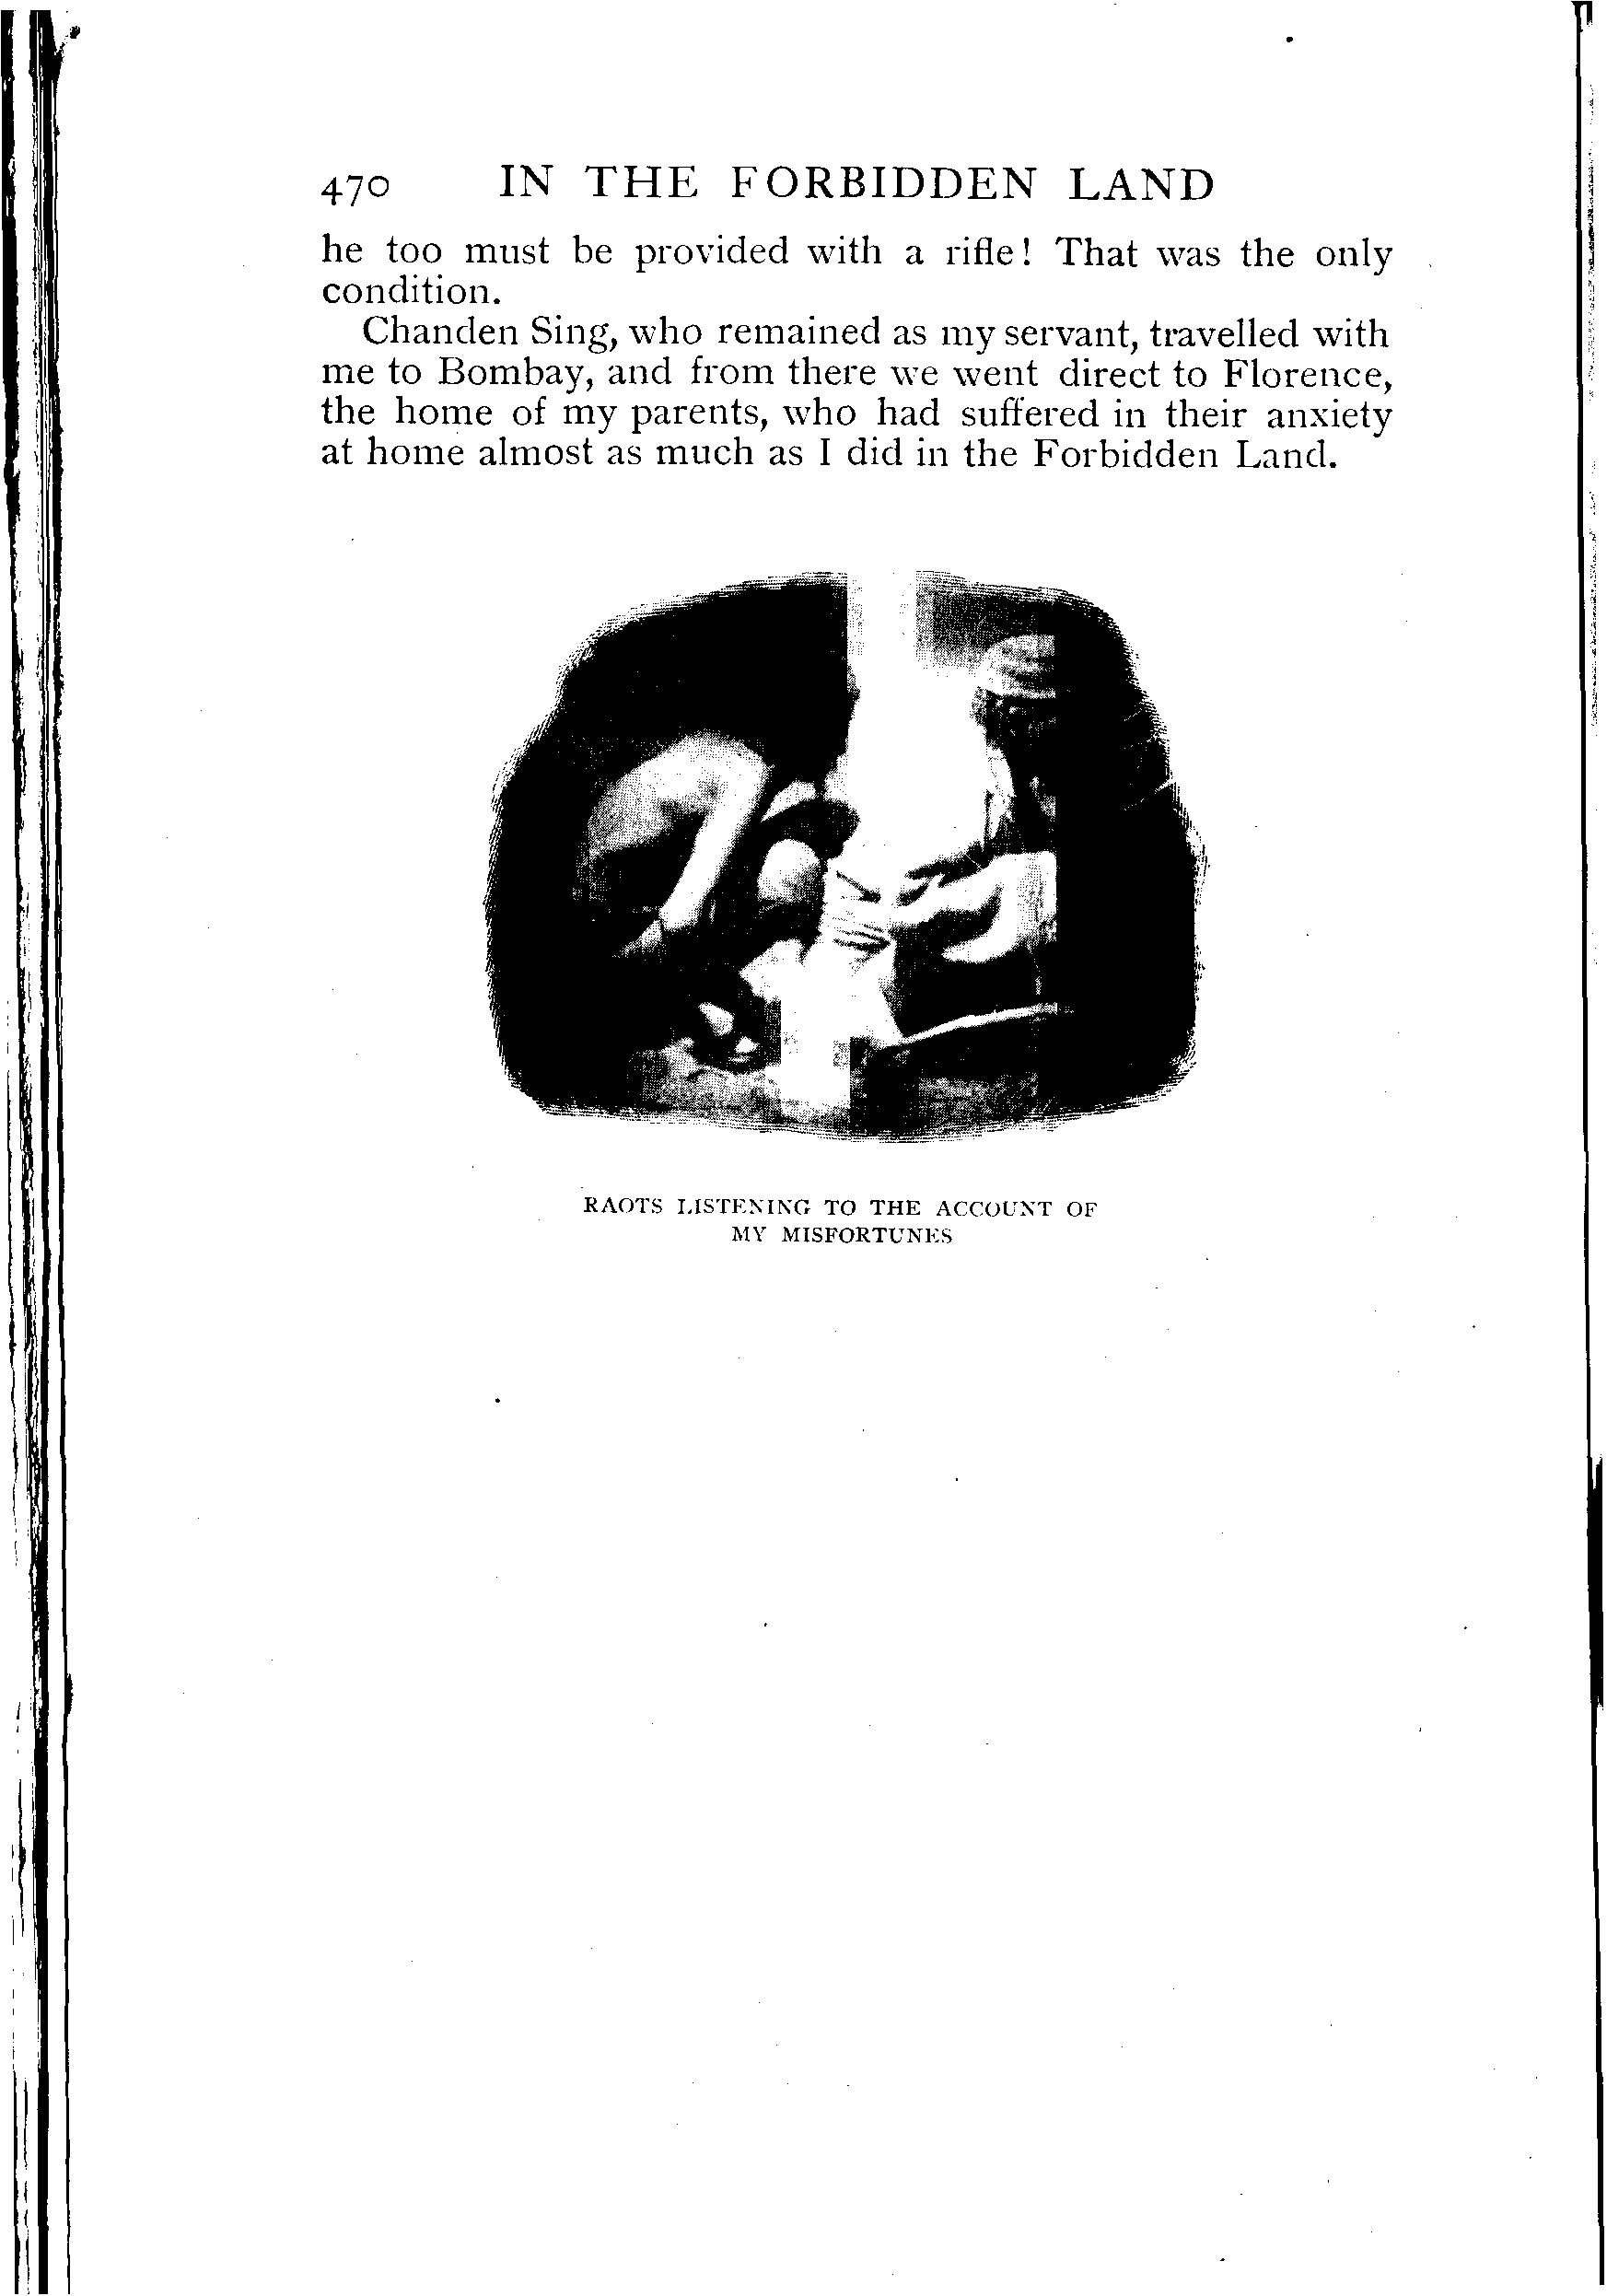 470 IN THE FORBIDDEN LAND
he too must be provided with a rifle! That was the only
condition.
Chanden Sing, who remained as my servant, travelled with
me to Bombay, and from there we went direct to Florence,
the home of my parents, who had suffered in their anxiety
at home almost as much as I did in the Forbidden Land.
RAOTS LISTENING TO THE ACCOUNT OF
MY MISFORTUNES